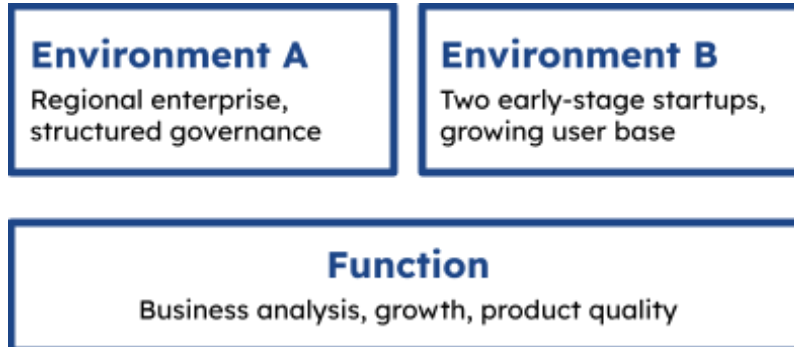 Environment A
Regional enterprise,
structured governance
Environment B
Two early-stage startups,
growing user base
Function
Business analysis, growth, product quality